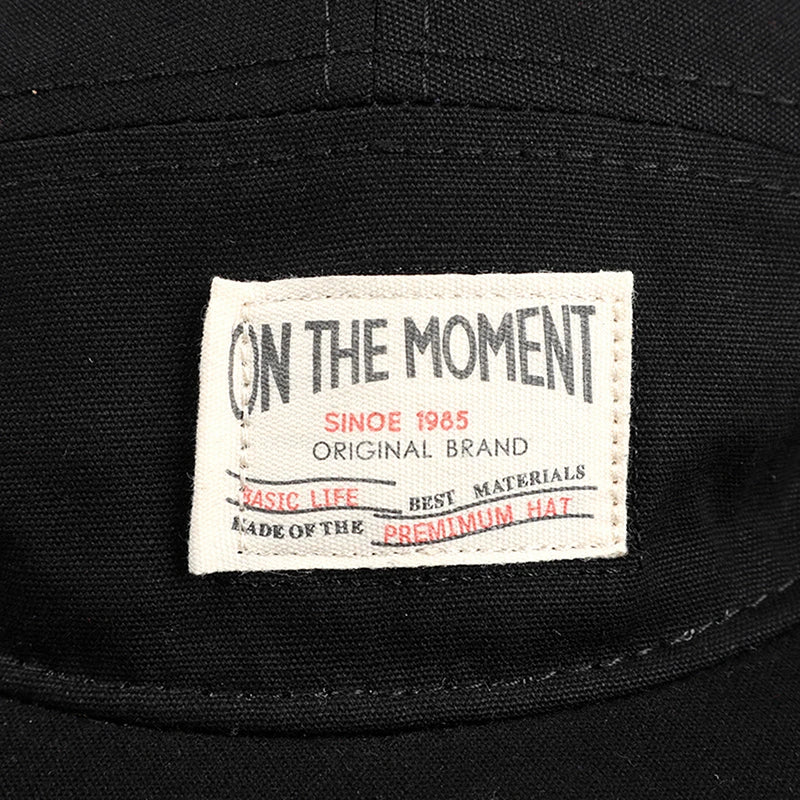 ON THE MOMENT
SINOE 1985
ORIGINAL BRAND
BASIC LIFE
BEST MATERIALS
MADE OF THE
PREMIMUM HAT